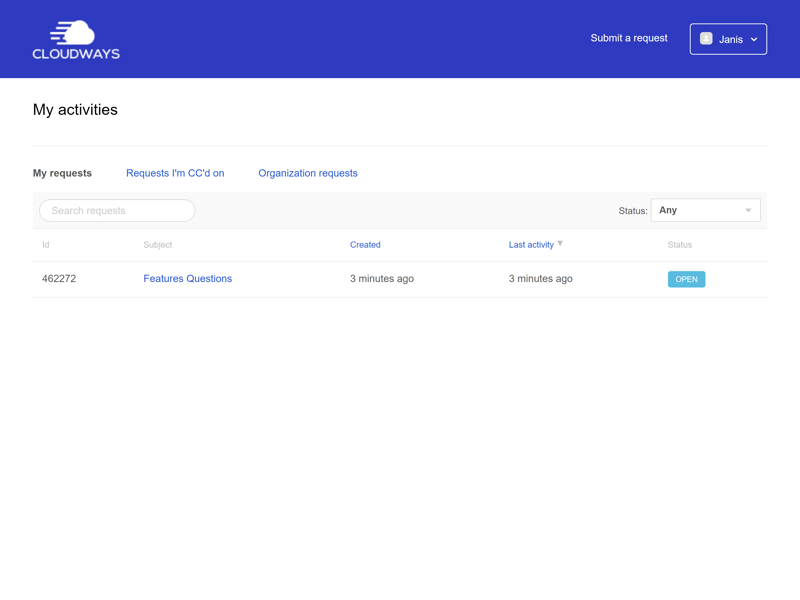 CLOUDWAYS
Submit a request
Janis
My activities
My requests Requests I'm CC'd on Organization requests
Search requests
Status: Any
Id Subject Created Last activity Status
462272 Features Questions 3 minutes ago 3 minutes ago OPEN